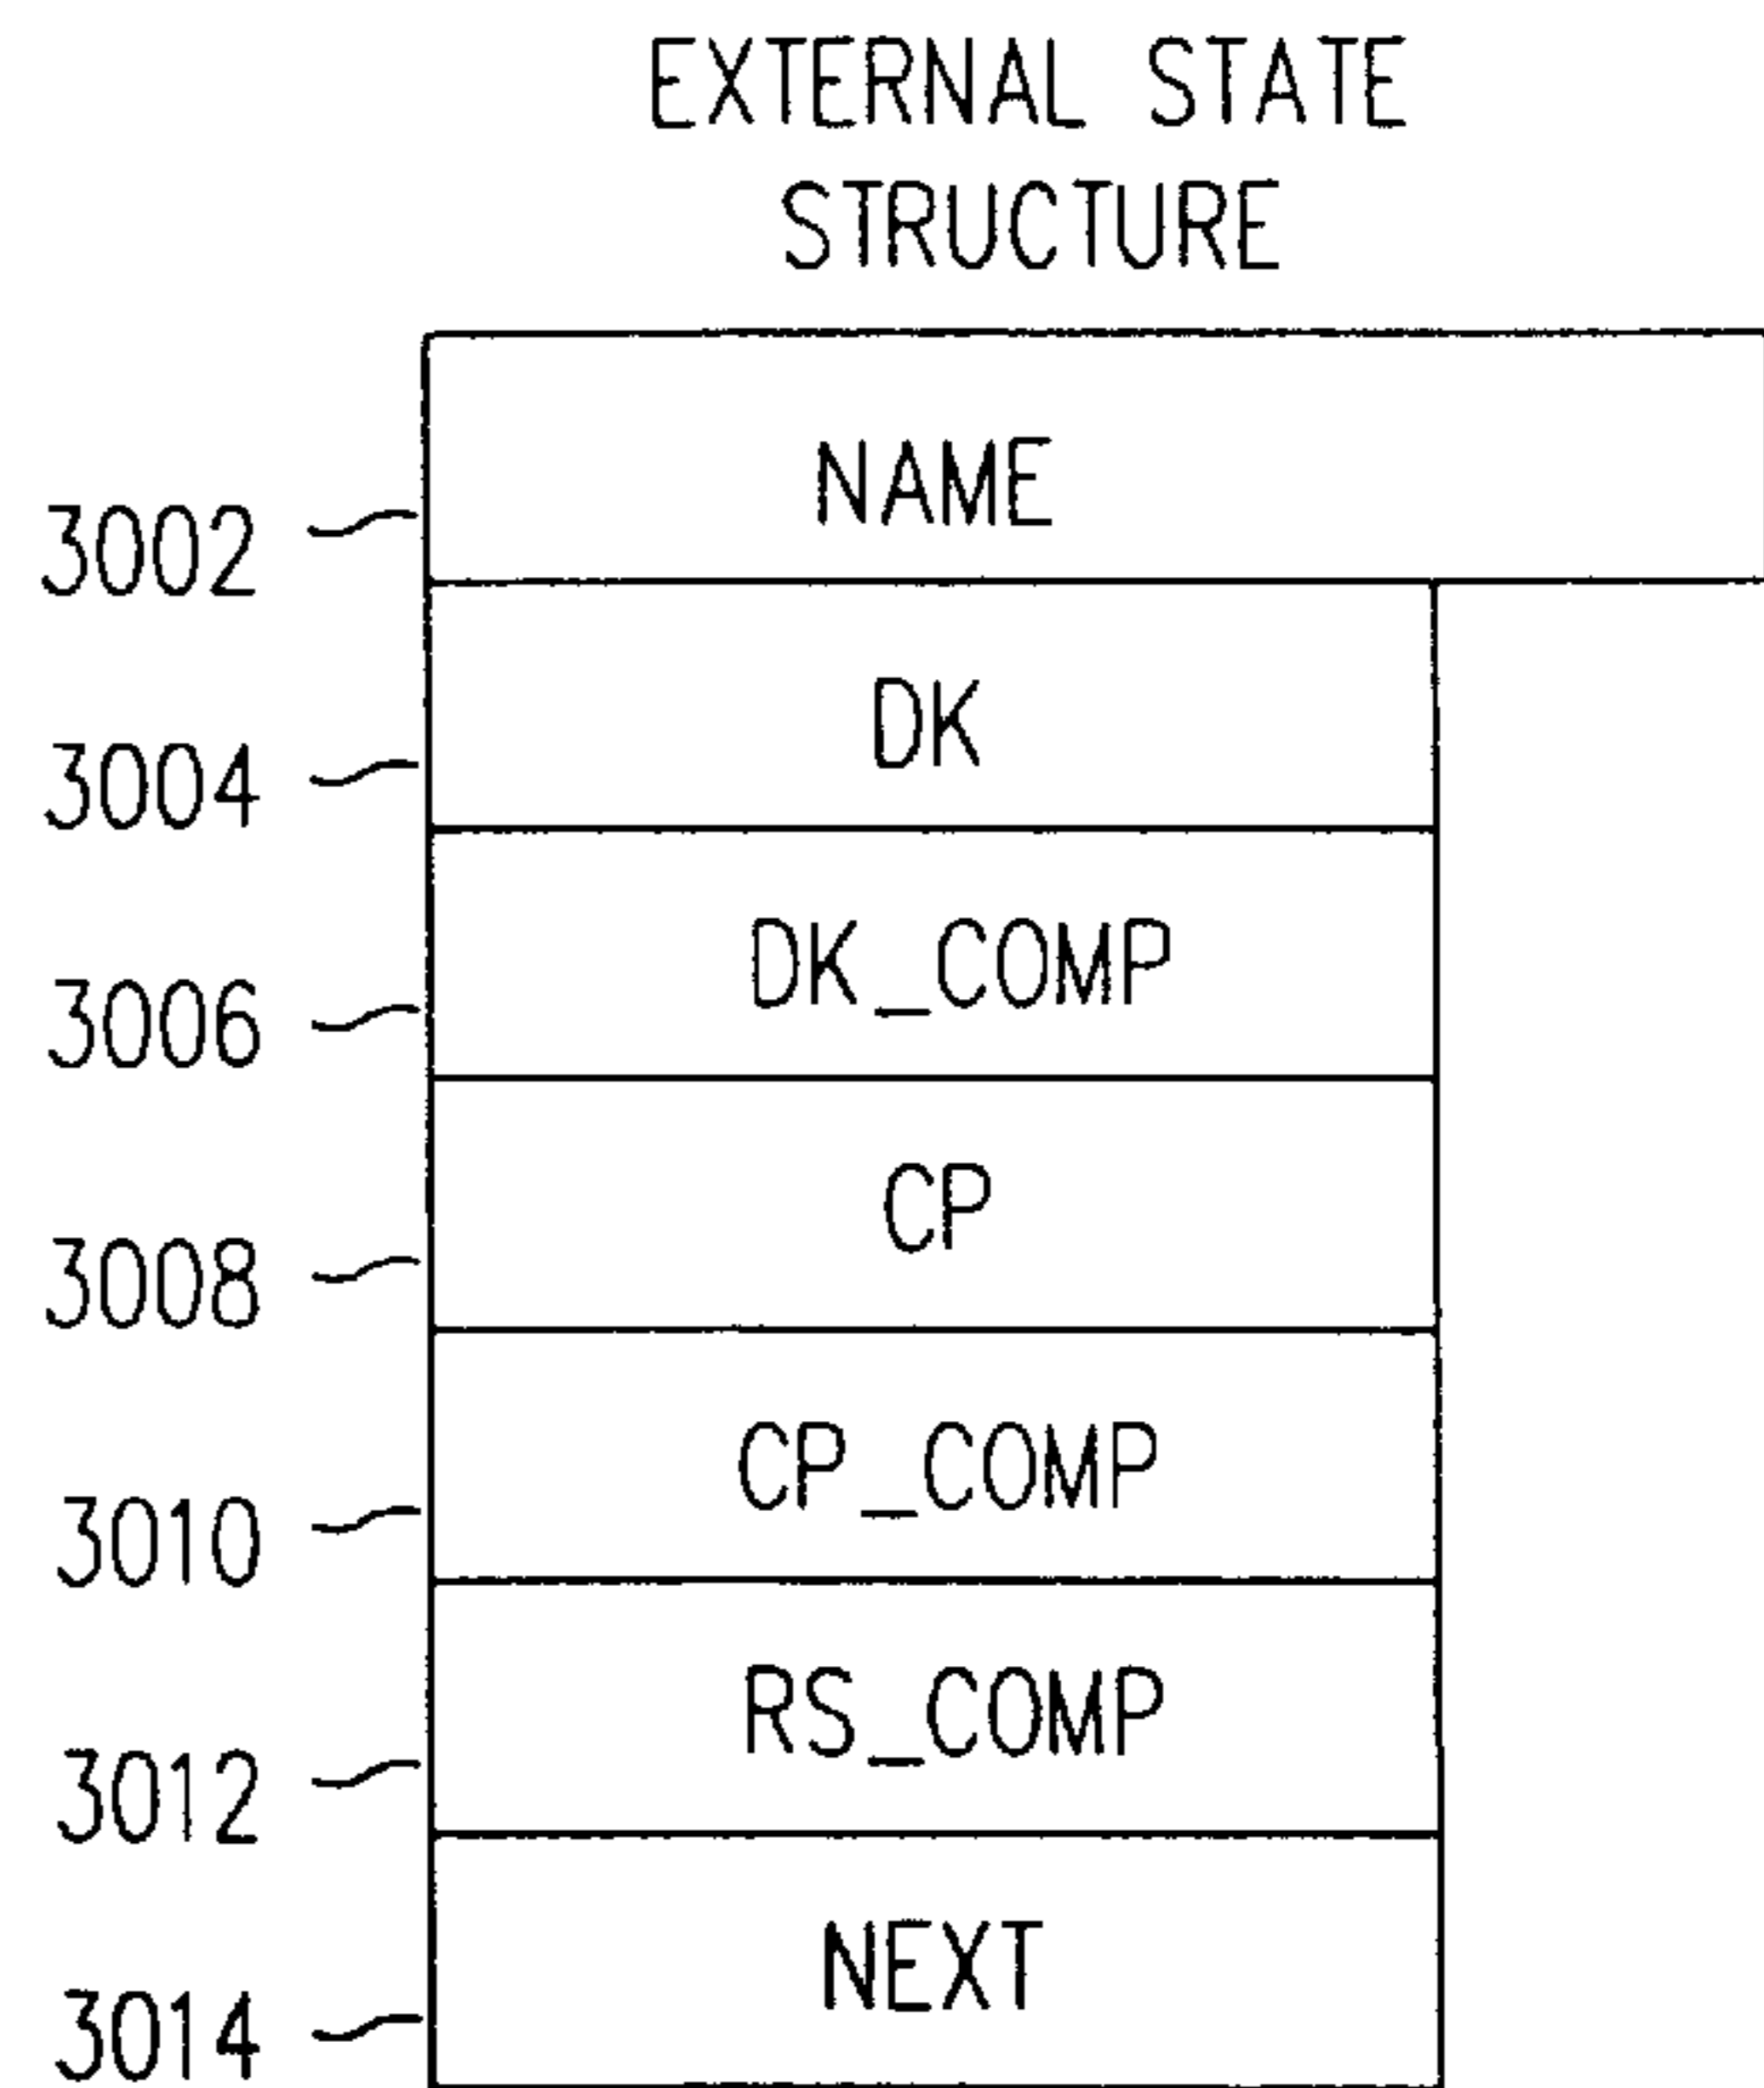 EXTERNAL STATE
STRUCTURE
NAME
3002
DK
3004
DK_COMP
3006
CP
3008
CP_COMP
3010
RS_COMP
3012
NEXT
3014